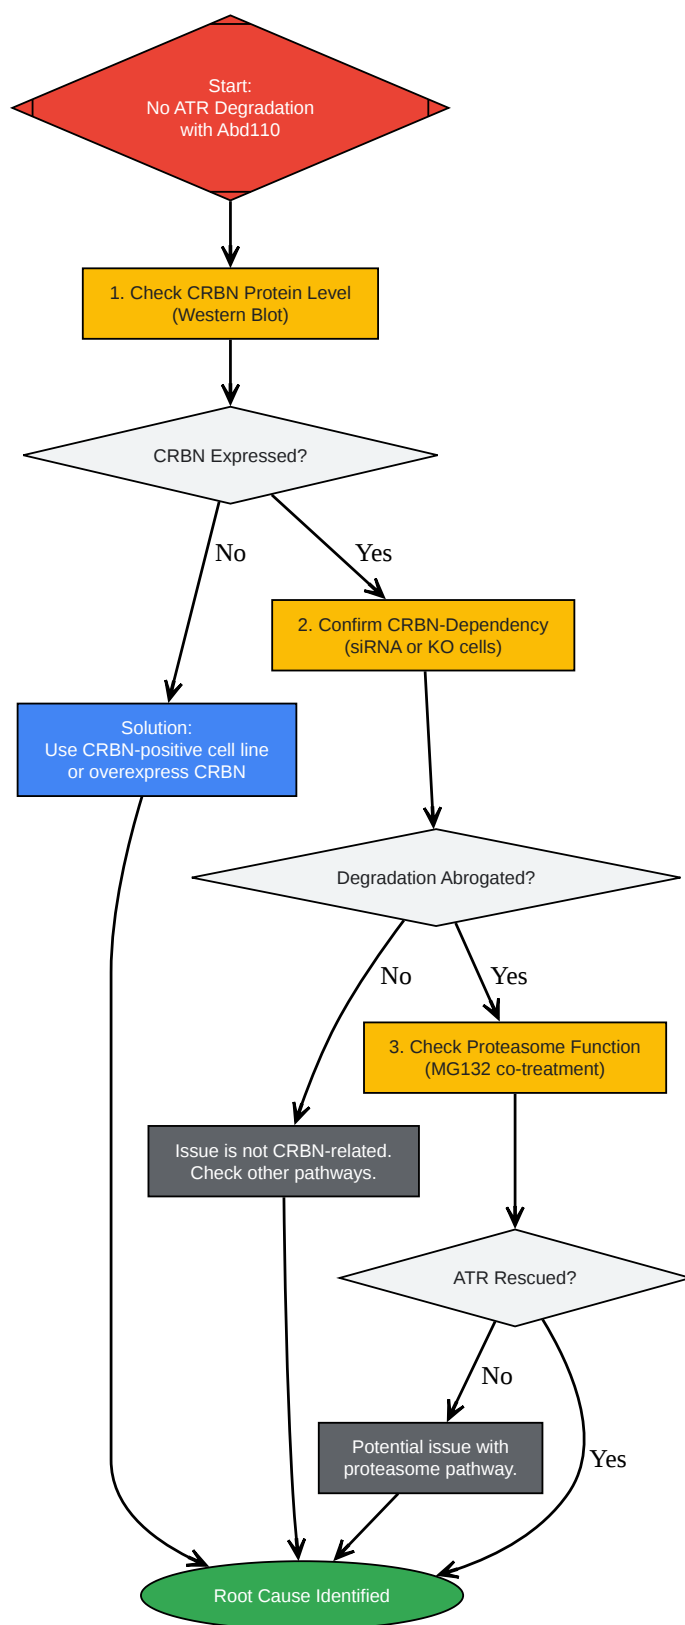 Start:
No ATR Degradation
with Abd110
1. Check CRBN Protein Level
(Western Blot)
CRBN Expressed?
No
Yes
2. Confirm CRBN-Dependency
(siRNA or KO cells)
Solution:
Use CRBN-positive cell line
or overexpress CRBN
Degradation Abrogated?
No
Yes
3. Check Proteasome Function
(MG132 co-treatment)
Issue is not CRBN-related.
Check other pathways.
ATR Rescued?
No
Yes
Potential issue with
proteasome pathway.
Root Cause Identified